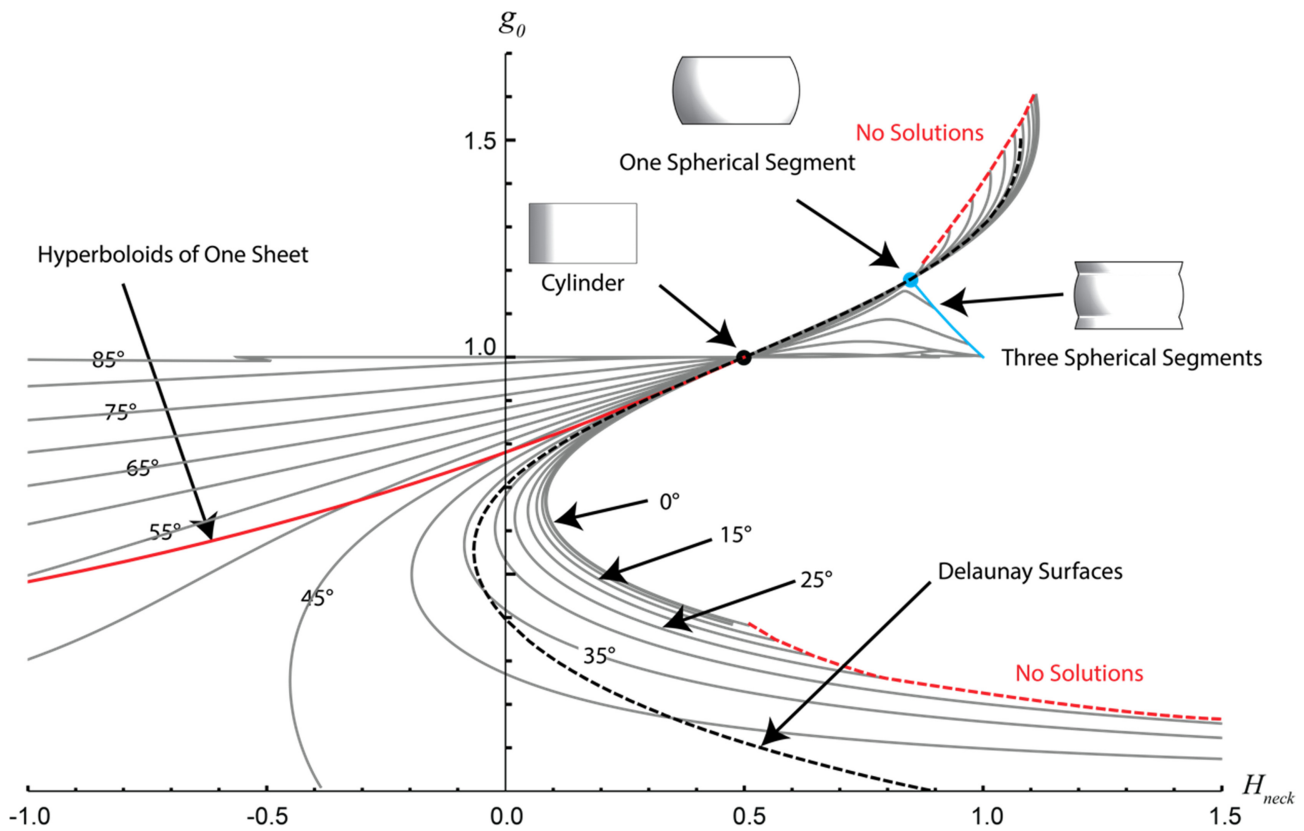 g0
1.5
No Solutions
One Spherical Segment
Hyperboloids of One Sheet
Cylinder
1.0
Three Spherical Segments
85°
75°
65°
55°
45°
0°
15°
25°
Delaunay Surfaces
35°
No Solutions
-1.0
-0.5
0.0
0.5
1.0
1.5
Hneck